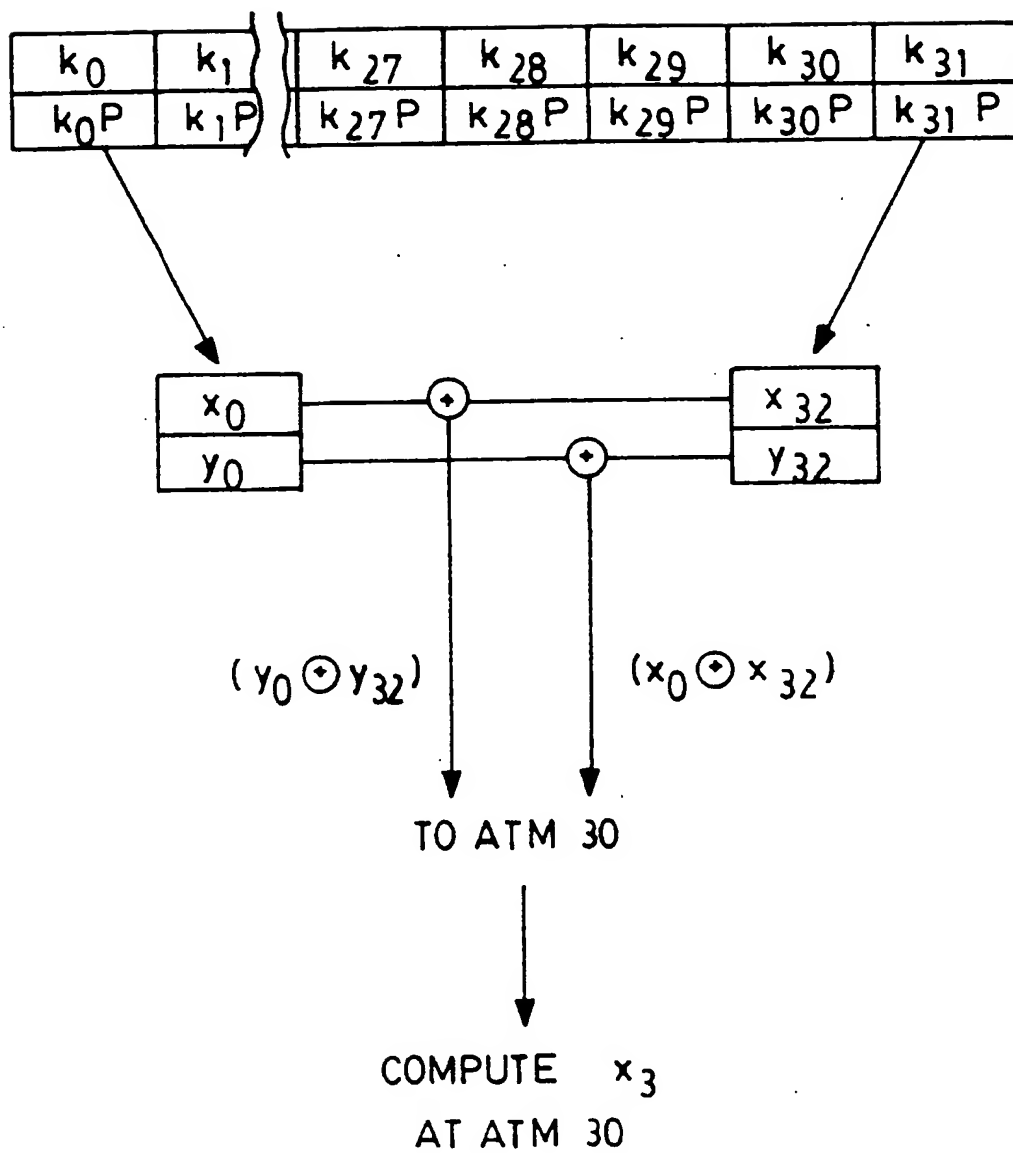 k0 k1 k27 k28 k29 k30 k31
k0P k1P k27P k28P k29P k30P k31P
x0 x32
y0 y32
(y0 ⊕ y32) (x0 ⊕ x32)
TO ATM 30
COMPUTE x3
AT ATM 30